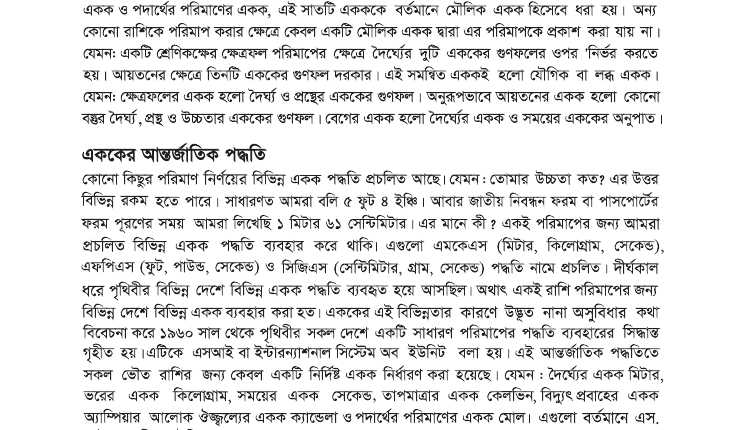 একক ও পদার্থের পরিমাণের একক, এই সাতটি একককে বর্তমানে মৌলিক একক হিসেবে ধরা হয়। অন্য
কোনো রাশিকে পরিমাপ করার ক্ষেত্রে কেবল একটি মৌলিক একক দ্বারা এর পরিমাপকে প্রকাশ করা যায় না।
যেমন: একটি শ্রেণিকক্ষের ক্ষেত্রফল পরিমাপের ক্ষেত্রে দৈর্ঘ্যের দুটি এককের গুণফলের ওপর 'নির্ভর করতে
হয়। আয়তনের ক্ষেত্রে তিনটি এককের গুণফল দরকার। এই সমন্বিত এককই হলো যৌগিক বা লব্ধ একক।
যেমন: ক্ষেত্রফলের একক হলো দৈর্ঘ্য ও প্রস্থের এককের গুণফল। অনুরূপভাবে আয়তনের একক হলো কোনো
বস্তুর দৈর্ঘ্য, প্রস্থ ও উচ্চতার এককের গুণফল। বেগের একক হলো দৈর্ঘ্যের একক ও সময়ের এককের অনুপাত।
এককের আন্তর্জাতিক পদ্ধতি
কোনো কিছুর পরিমাণ নির্ণয়ের বিভিন্ন একক পদ্ধতি প্রচলিত আছে। যেমন : তোমার উচ্চতা কত? এর উত্তর
বিভিন্ন রকম হতে পারে। সাধারণত আমরা বলি ৫ ফুট ৪ ইঞ্চি। আবার জাতীয় নিবন্ধন ফরম বা পাসপোর্টের
ফরম পূরণের সময় আমরা লিখেছি ১ মিটার ৬১ সেন্টিমিটার। এর মানে কী ? একই পরিমাপের জন্য আমরা
প্রচলিত বিভিন্ন একক পদ্ধতি ব্যবহার করে থাকি। এগুলো এমকেএস (মিটার, কিলোগ্রাম, সেকেন্ড),
এফপিএস (ফুট, পাউন্ড, সেকেন্ড) ও সিজিএস (সেন্টিমিটার, গ্রাম, সেকেন্ড) পদ্ধতি নামে প্রচলিত। দীর্ঘকাল
ধরে পৃথিবীর বিভিন্ন দেশে বিভিন্ন একক পদ্ধতি ব্যবহৃত হয়ে আসছিল। অর্থাৎ একই রাশি পরিমাপের জন্য
বিভিন্ন দেশে বিভিন্ন একক ব্যবহার করা হত। এককের এই বিভিন্নতার কারণে উদ্ভূত নানা অসুবিধার কথা
বিবেচনা করে ১৯৬০ সাল থেকে পৃথিবীর সকল দেশে একটি সাধারণ পরিমাপের পদ্ধতি ব্যবহারের সিদ্ধান্ত
গৃহীত হয়। এটিকে এসআই বা ইন্টারন্যাশনাল সিস্টেম অব ইউনিট বলা হয়। এই আন্তর্জাতিক পদ্ধতিতে
সকল ভৌত রাশির জন্য কেবল একটি নির্দিষ্ট একক নির্ধারণ করা হয়েছে। যেমন : দৈর্ঘ্যের একক মিটার,
ভরের একক কিলোগ্রাম, সময়ের একক সেকেন্ড, তাপমাত্রার একক কেলভিন, বিদ্যুৎ প্রবাহের একক
অ্যাম্পিয়ার আলোক ঔজ্জ্বল্যের একক ক্যান্ডেলা ও পদার্থের পরিমাণের একক মোল। এগুলো বর্তমানে এস.